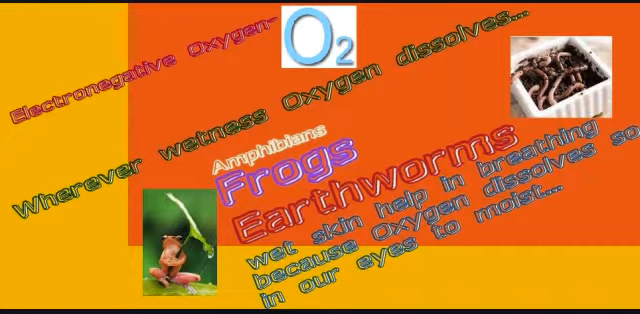 Electronegative Oxygen-
O2
Wherever wetness Oxygen dissolves...
Amphibians
Frogs
Earthworms
wet skin help in breathing
because Oxygen dissolves so
in our eyes to moist...